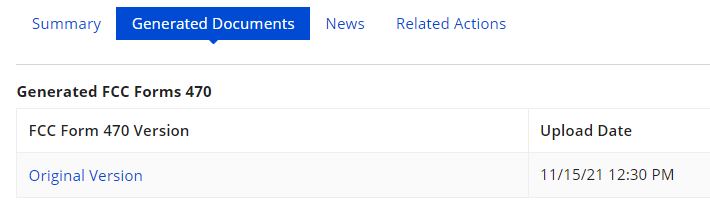 Summary Generated Documents News Related Actions
Generated FCC Forms 470
FCC Form 470 Version Upload Date
Original Version 11/15/21 12:30 PM